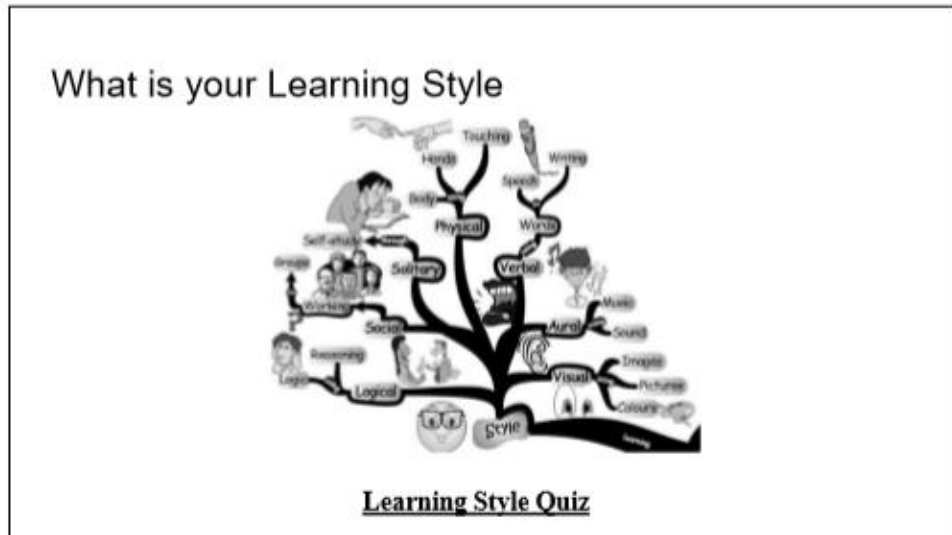 What is your Learning Style
Touching
Hands
Writing
Speech
Body
Physical
Words
Self-study
Solitary
Verbal
Groups
Working
Music
Social
Aural
Sound
Reasoning
Images
Logic
Logical
Visual
Pictures
Colours
Style
learning
Learning Style Quiz